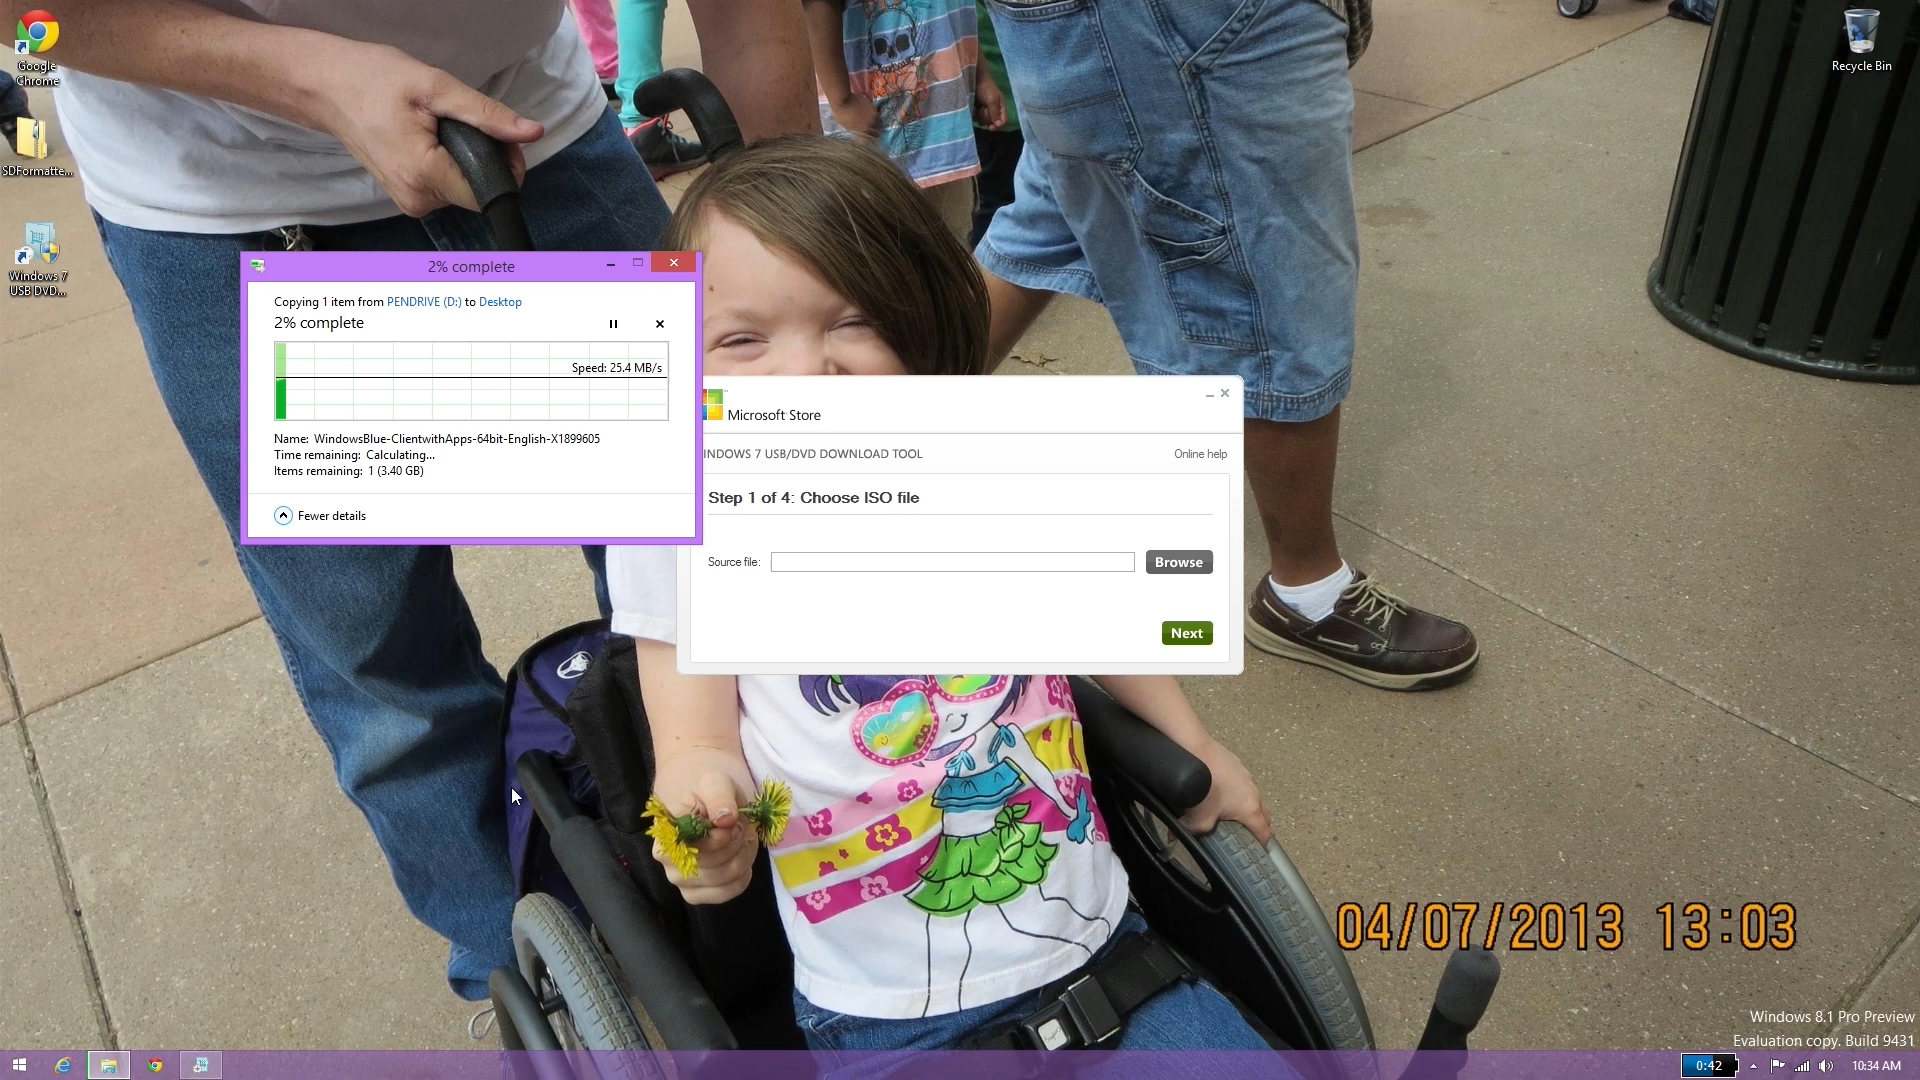 Google
Chrome
SDFormatte...
Windows 7
USB DVD...
Recycle Bin
2% complete
Copying 1 item from PENDRIVE (D:) to Desktop
2% complete
Speed: 25.4 MB/s
Name: WindowsBlue-ClientwithApps-64bit-English-X1899605
Time remaining: Calculating...
Items remaining: 1 (3.40 GB)
Fewer details
Microsoft Store
INDOWS 7 USB/DVD DOWNLOAD TOOL
Online help
Step 1 of 4: Choose ISO file
Source file:
Browse
Next
04/07/2013 13:03
Windows 8.1 Pro Preview
Evaluation copy. Build 9431
0:42
10:34 AM